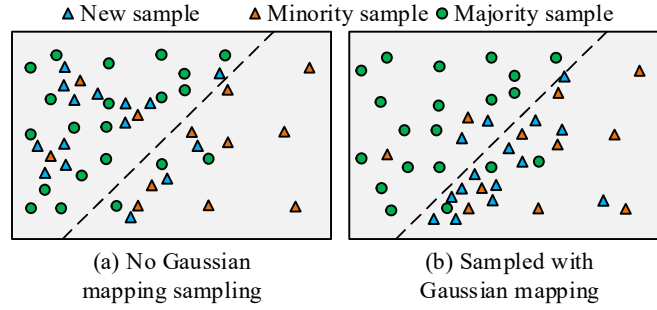 New sample Minority sample Majority sample
(a) No Gaussian
mapping sampling
(b) Sampled with
Gaussian mapping